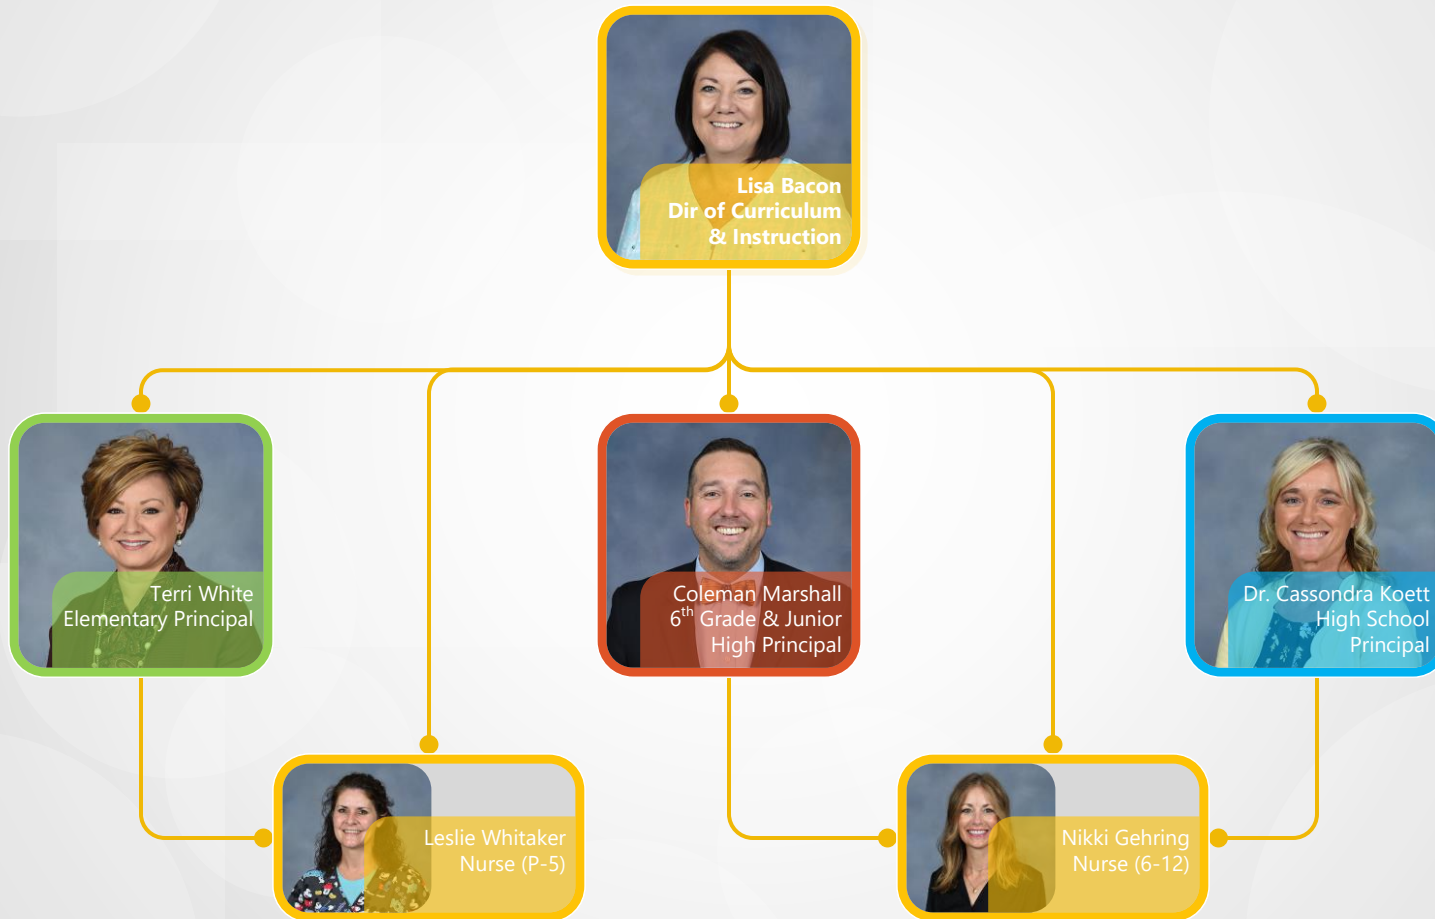 Lisa Bacon
Dir of Curriculum
& Instruction
Terri White
Elementary Principal
Coleman Marshall
6th Grade & Junior
High Principal
Dr. Cassondra Koett
High School
Principal
Leslie Whitaker
Nurse (P-5)
Nikki Gehring
Nurse (6-12)